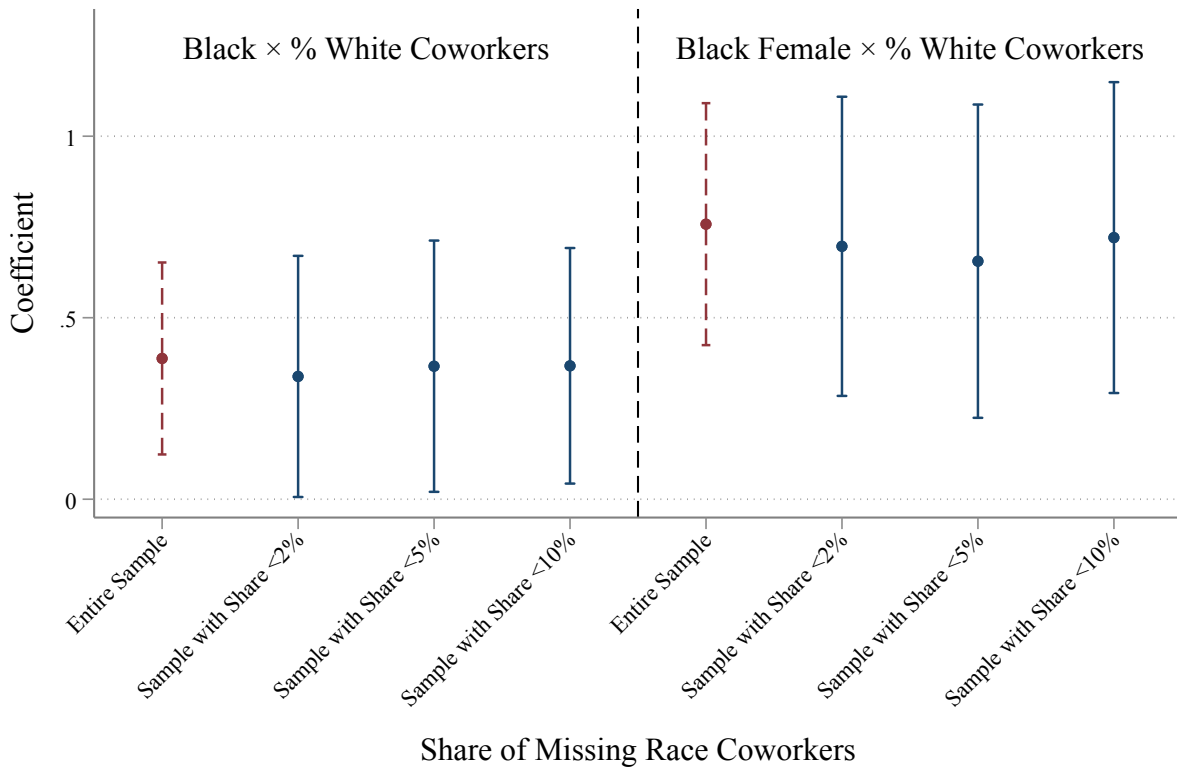 Black × % White Coworkers
Black Female × % White Coworkers
Coefficient
1
.5
0
Entire Sample
Sample with Share <2%
Sample with Share <5%
Sample with Share <10%
Entire Sample
Sample with Share <2%
Sample with Share <5%
Sample with Share <10%
Share of Missing Race Coworkers